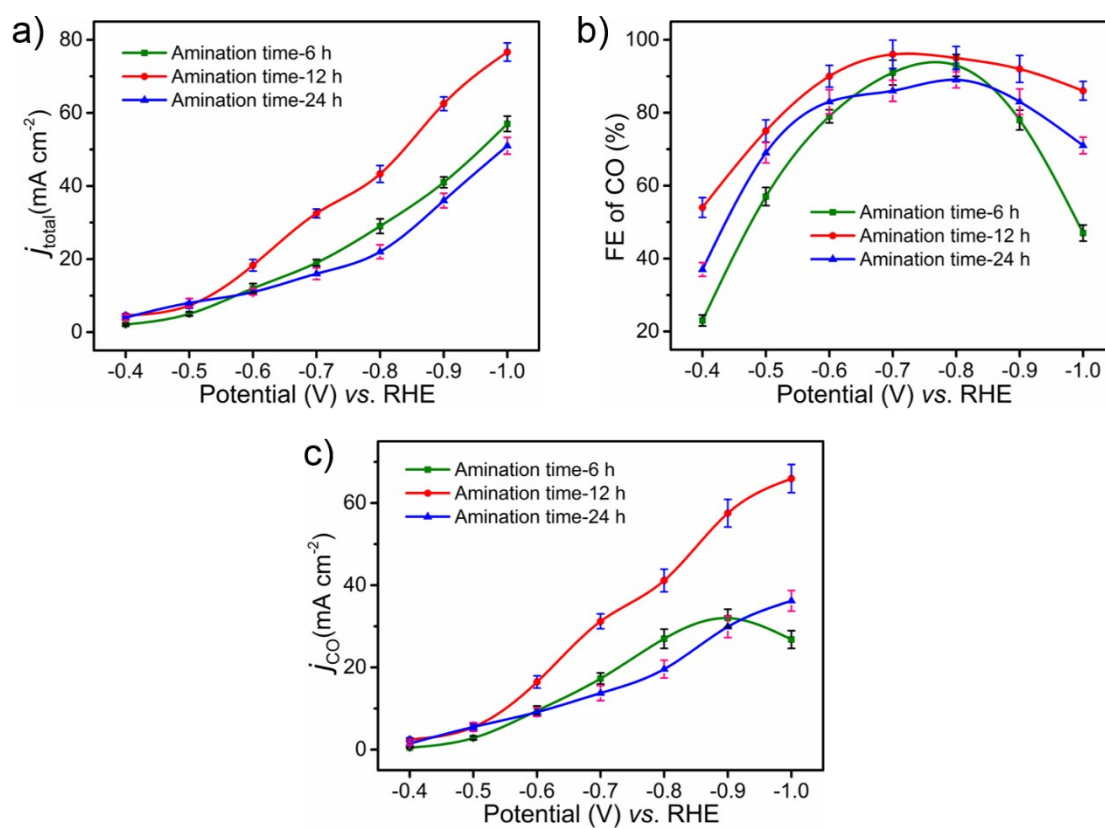 a)
80
60
40
20
0
j_total(mA cm⁻²)
Amination time-6 h
Amination time-12 h
Amination time-24 h
-0.4 -0.5 -0.6 -0.7 -0.8 -0.9 -1.0
Potential (V) vs. RHE
b)
100
80
60
40
20
FE of CO (%)
Amination time-6 h
Amination time-12 h
Amination time-24 h
-0.4 -0.5 -0.6 -0.7 -0.8 -0.9 -1.0
Potential (V) vs. RHE
c)
60
40
20
0
j_CO(mA cm⁻²)
Amination time-6 h
Amination time-12 h
Amination time-24 h
-0.4 -0.5 -0.6 -0.7 -0.8 -0.9 -1.0
Potential (V) vs. RHE